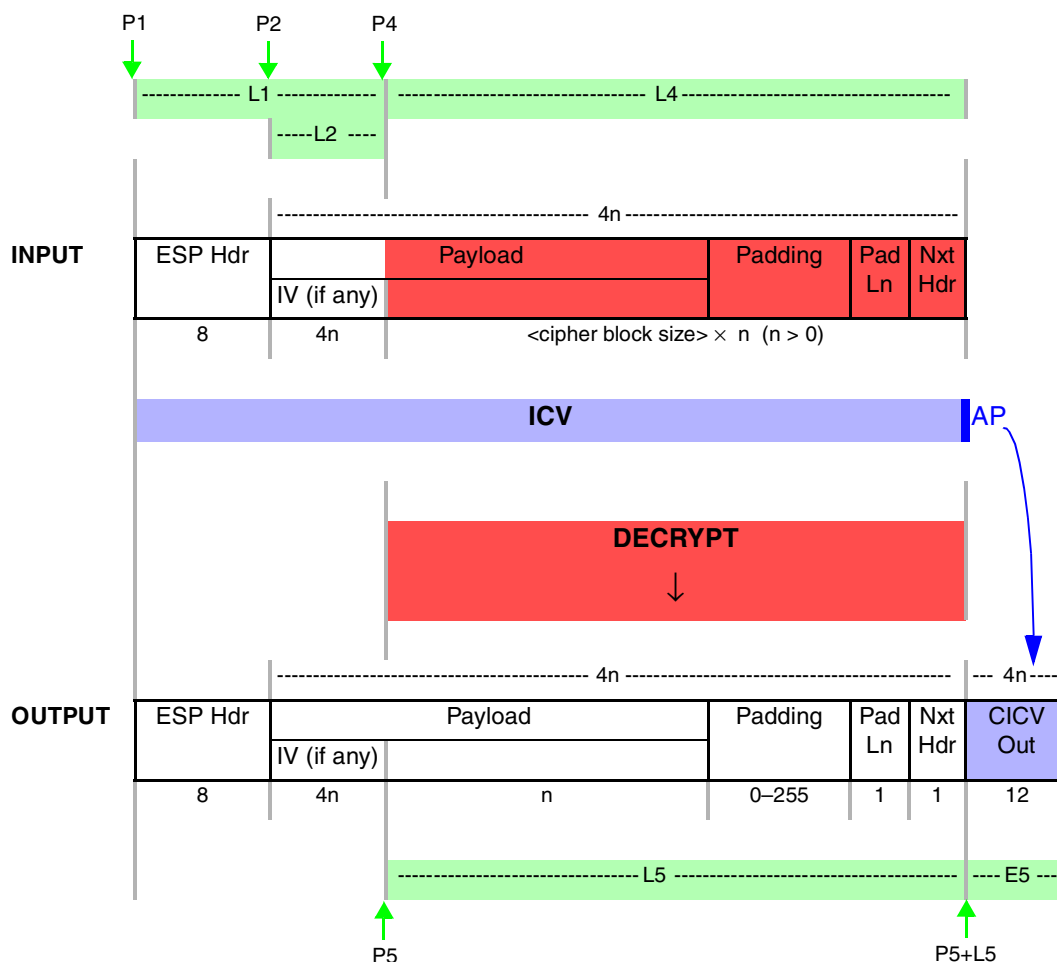 P1 P2 P4
L1 L4
L2
4n
INPUT ESP Hdr Payload Padding Pad Ln Nxt Hdr
IV (if any)
8 4n <cipher block size> × n (n > 0)
ICV AP
DECRYPT
↓
4n 4n
OUTPUT ESP Hdr Payload Padding Pad Ln Nxt Hdr CICV Out
IV (if any)
8 4n n 0–255 1 1 12
L5 E5
P5 P5+L5